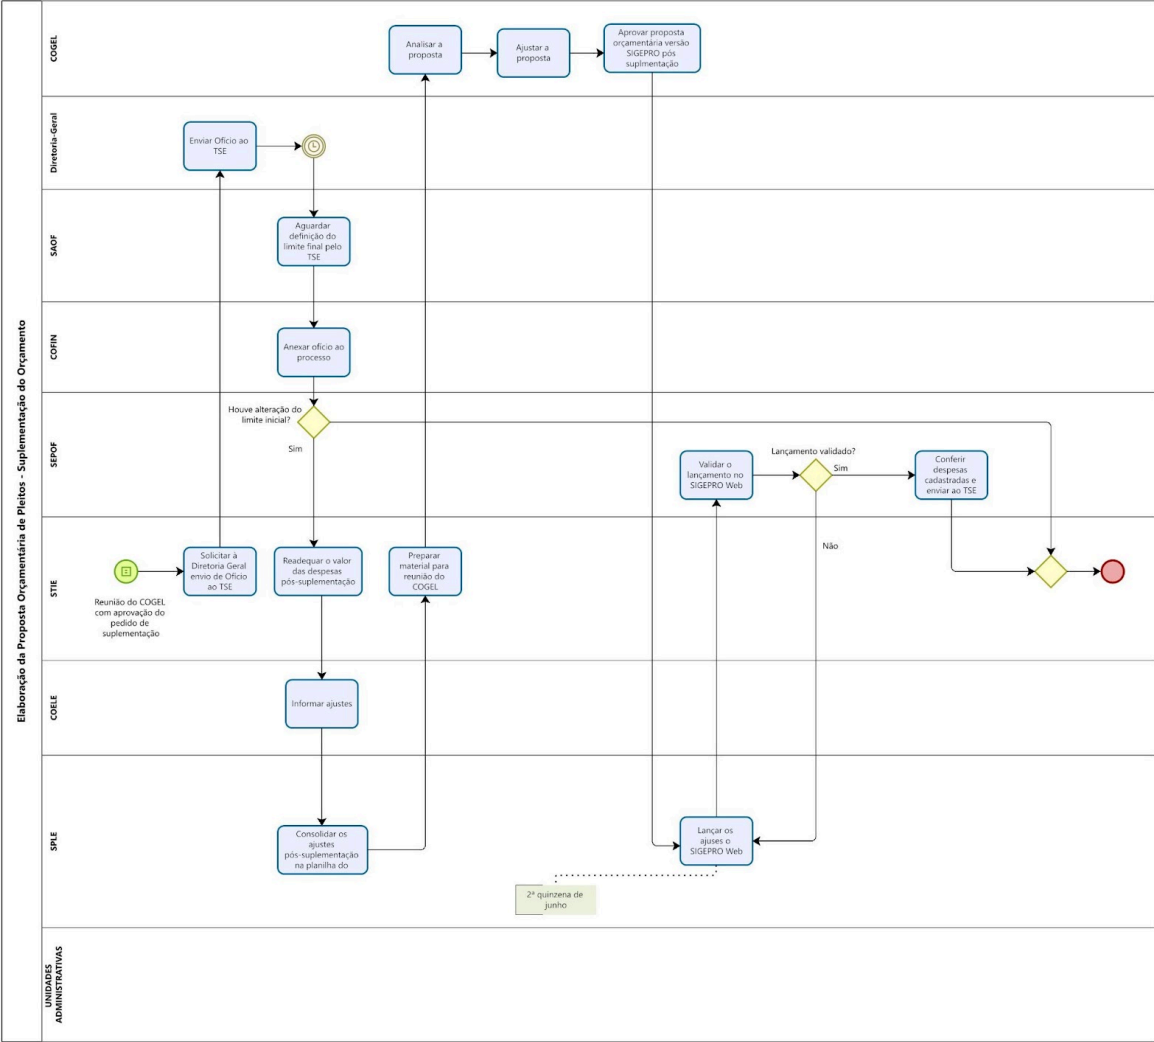 Elaboração da Proposta Orçamentária de Pleitos - Suplementação do Orçamento
COGEL
Analisar a
proposta
Ajustar a
proposta
Aprovar proposta
orçamentária versão
SIGEPRO pós
suplmentação
Diretoria-Geral
Enviar Ofício ao
TSE
SAOF
Aguardar
definição do
limite final pelo
TSE
COFIN
Anexar ofício ao
processo
SEPOF
Houve alteração do
limite inicial?
Sim
Validar o
lançamento no
SIGEPRO Web
Lançamento validado?
Sim
Não
Conferir
despesas
cadastradas e
enviar ao TSE
STIE
Reunião do COGEL
com aprovação do
pedido de
suplementação
Solicitar à
Diretoria Geral
envio de Ofício
ao TSE
Readequar o valor
das despesas
pós-suplementação
Preparar
material para
reunião do
COGEL
COELE
Informar ajustes
SPLE
Consolidar os
ajustes
pós-suplementação
na planilha do
Lançar os
ajuses o
SIGEPRO Web
2ª quinzena de
junho
UNIDADES
ADMINISTRATIVAS